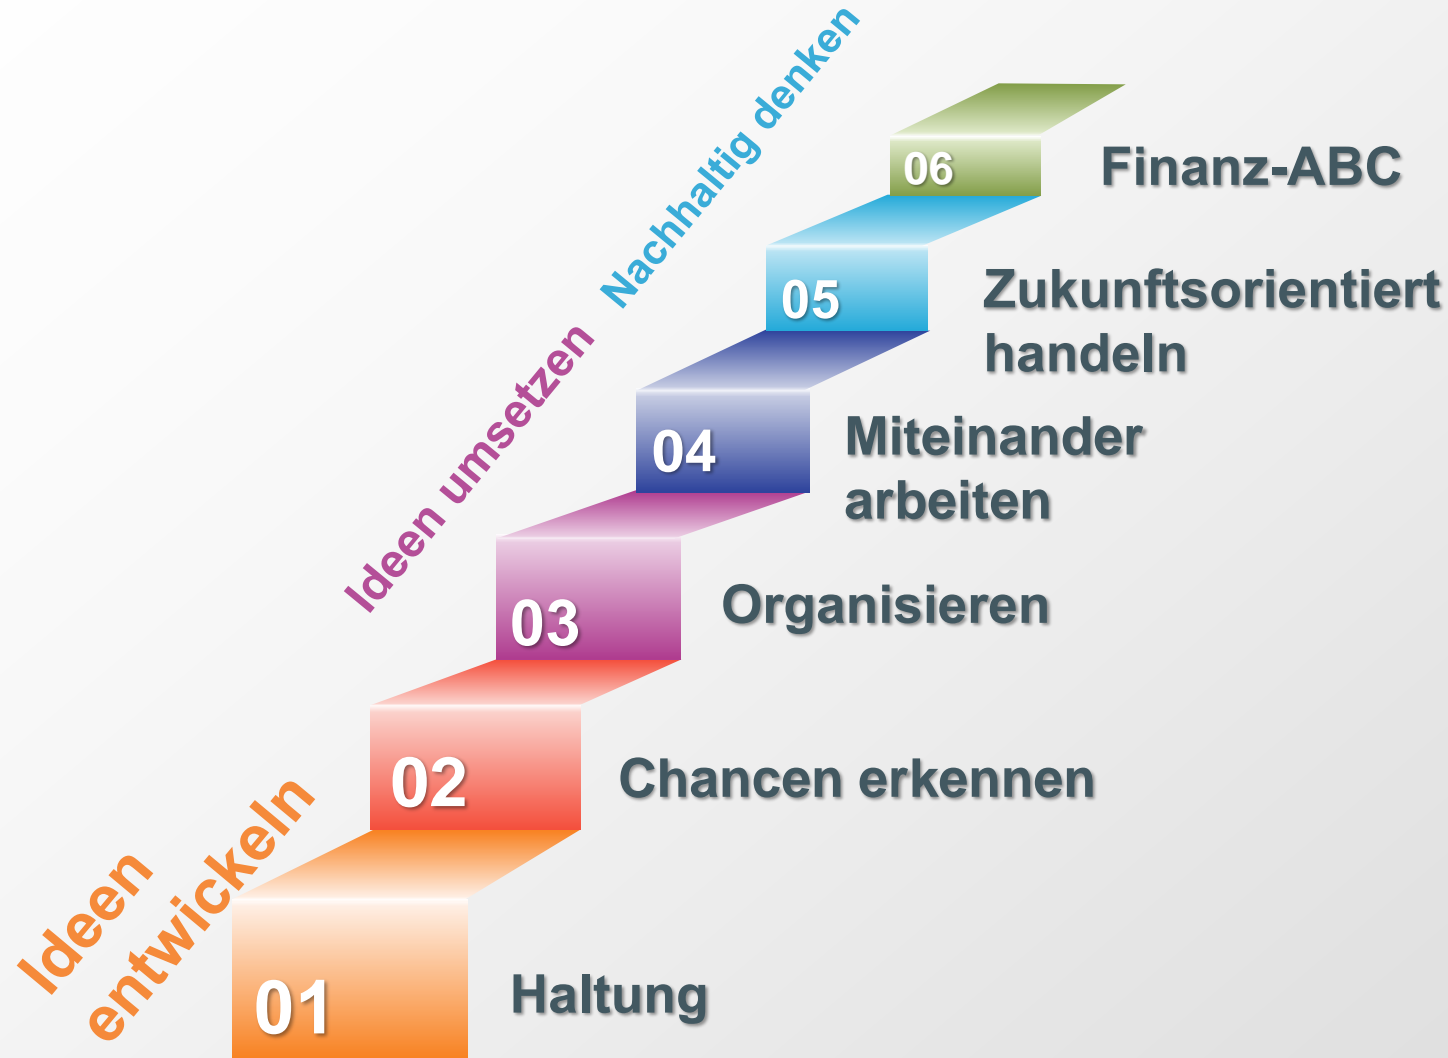 Nachhaltig denken
06
Finanz-ABC
05
Zukunftsorientiert
handeln
Ideen umsetzen
04
Miteinander
arbeiten
03
Organisieren
02
Chancen erkennen
Ideen
entwickeln
01
Haltung